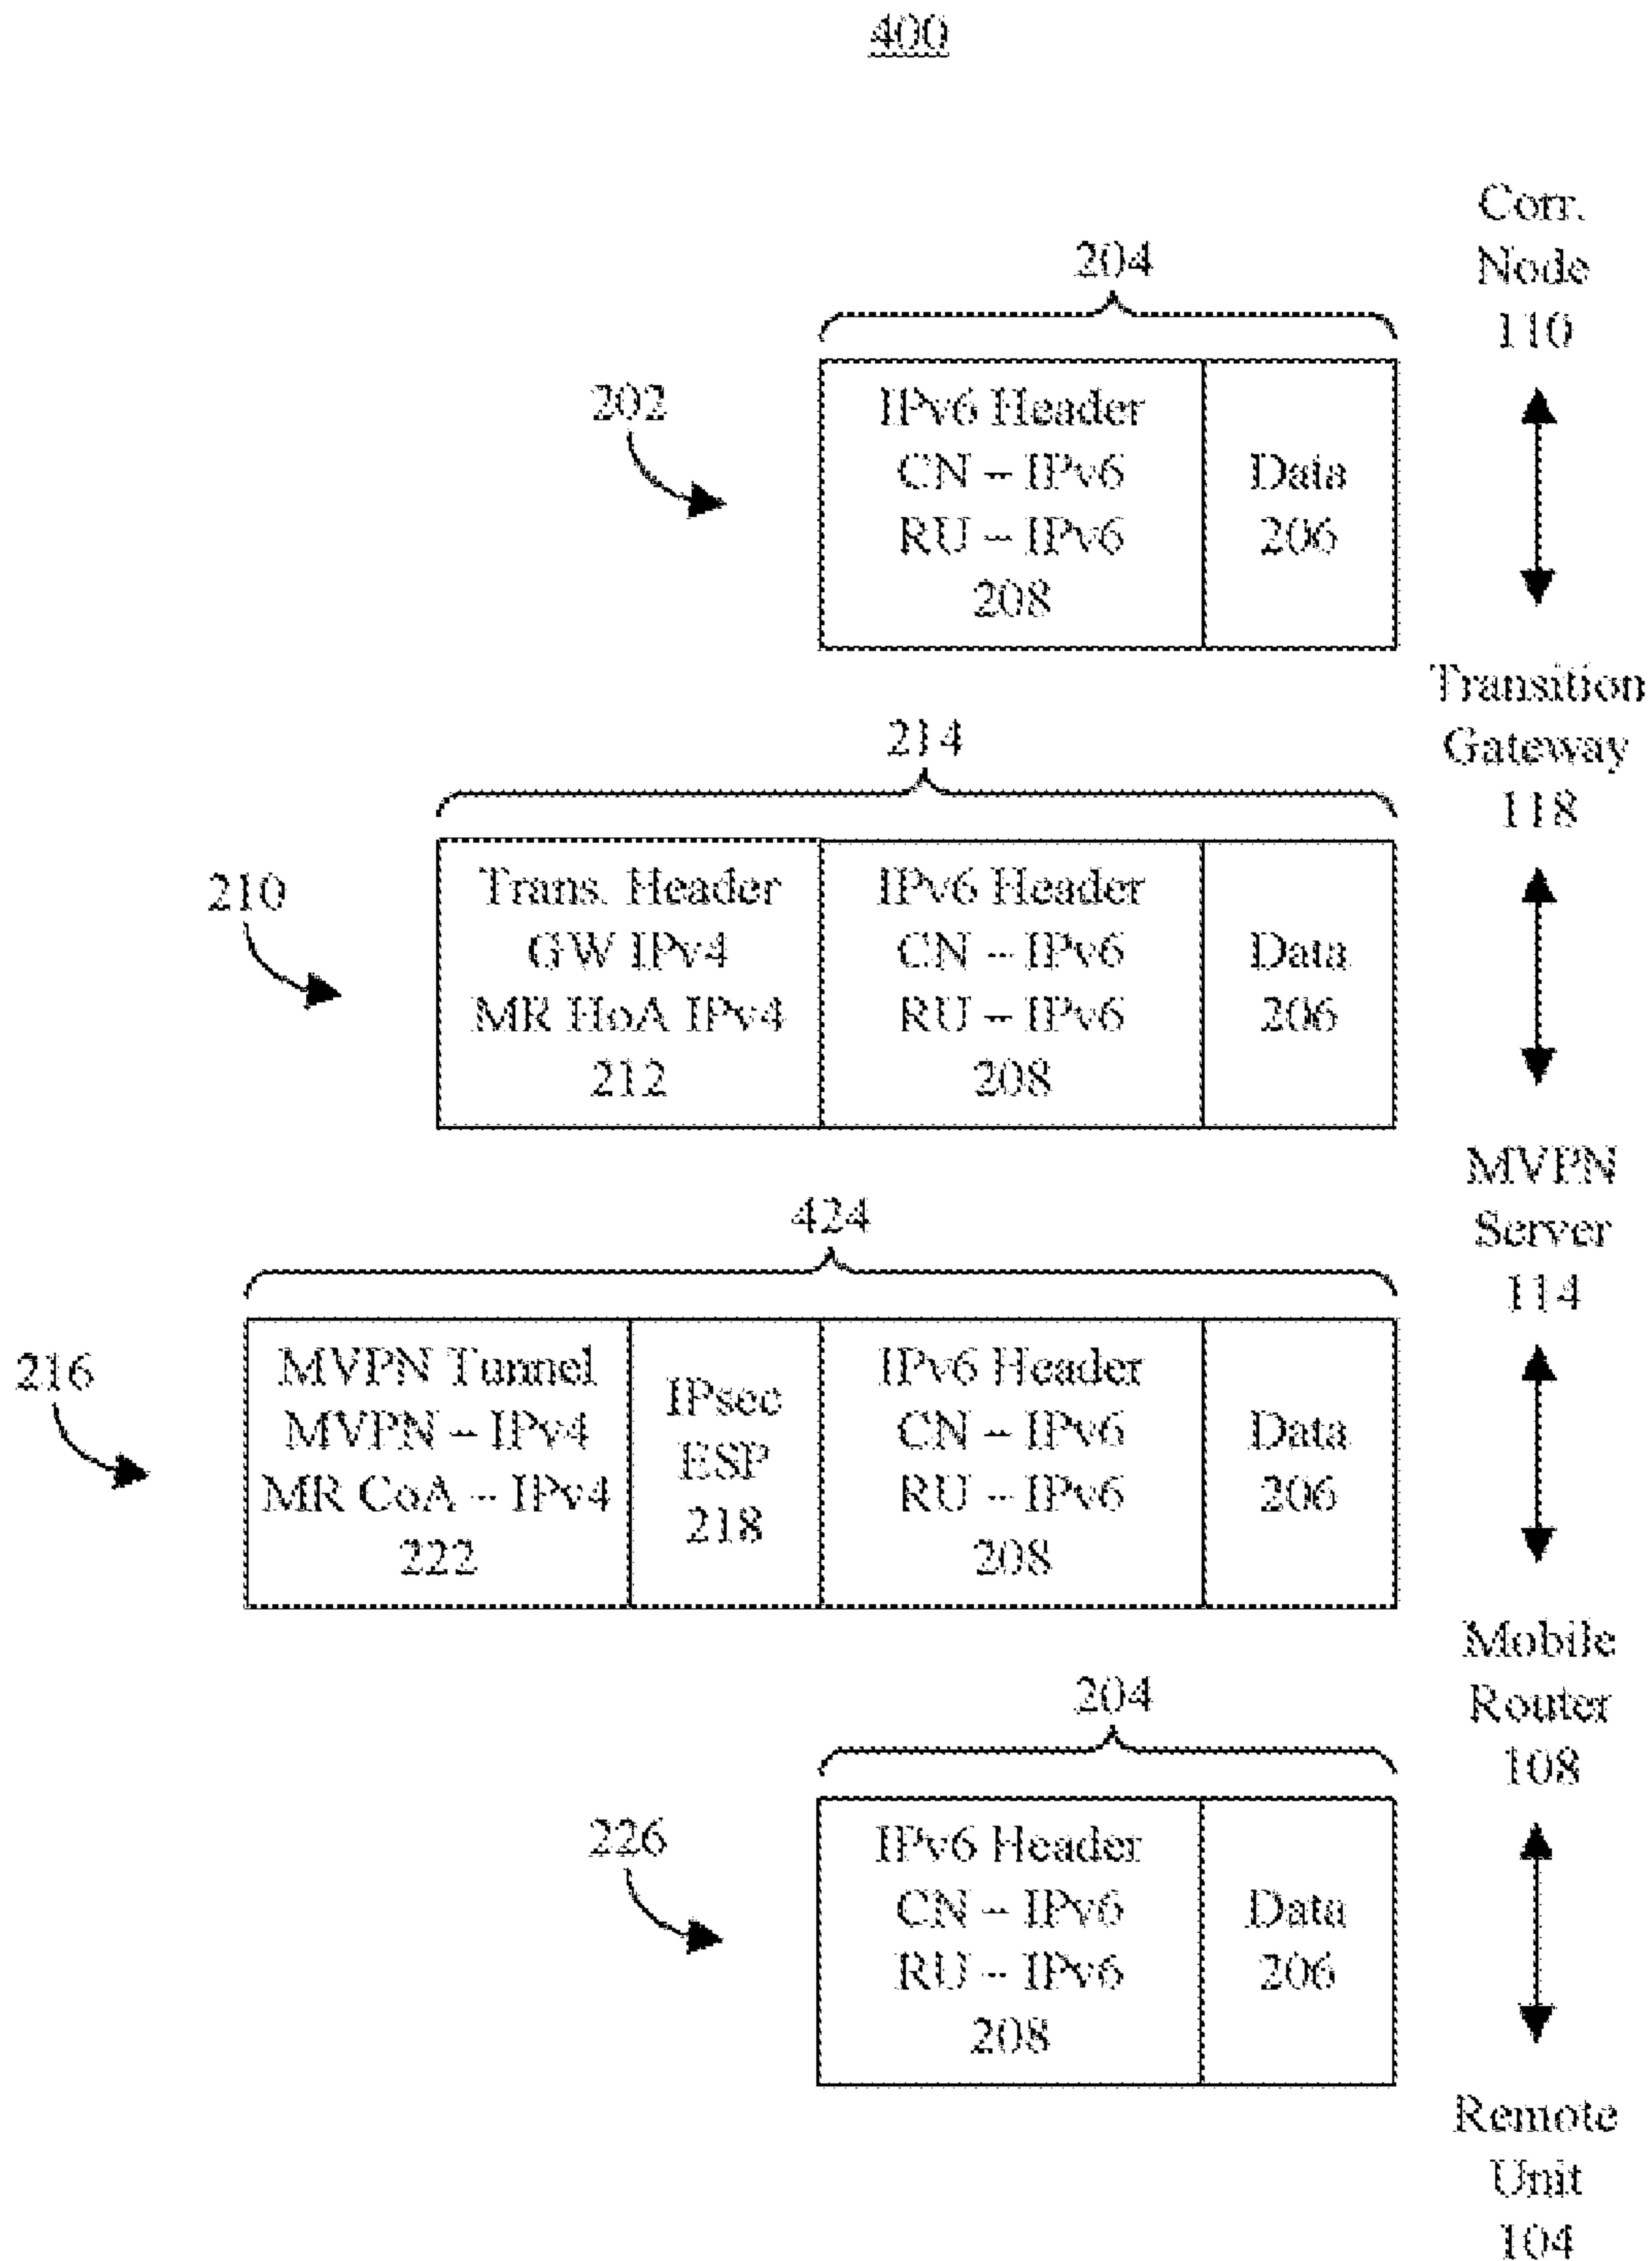 400
Corr.
Node
110
204
202
IPv6 Header
CN – IPv6
RU – IPv6
208
Data
206
Transition
Gateway
118
214
210
Trans. Header
GW IPv4
MR HoA IPv4
212
IPv6 Header
CN – IPv6
RU – IPv6
208
Data
206
MVPN
Server
114
424
216
MVPN Tunnel
MVPN – IPv4
MR CoA – IPv4
222
IPsec
ESP
218
IPv6 Header
CN – IPv6
RU – IPv6
208
Data
206
Mobile
Router
108
204
226
IPv6 Header
CN – IPv6
RU – IPv6
208
Data
206
Remote
Unit
104